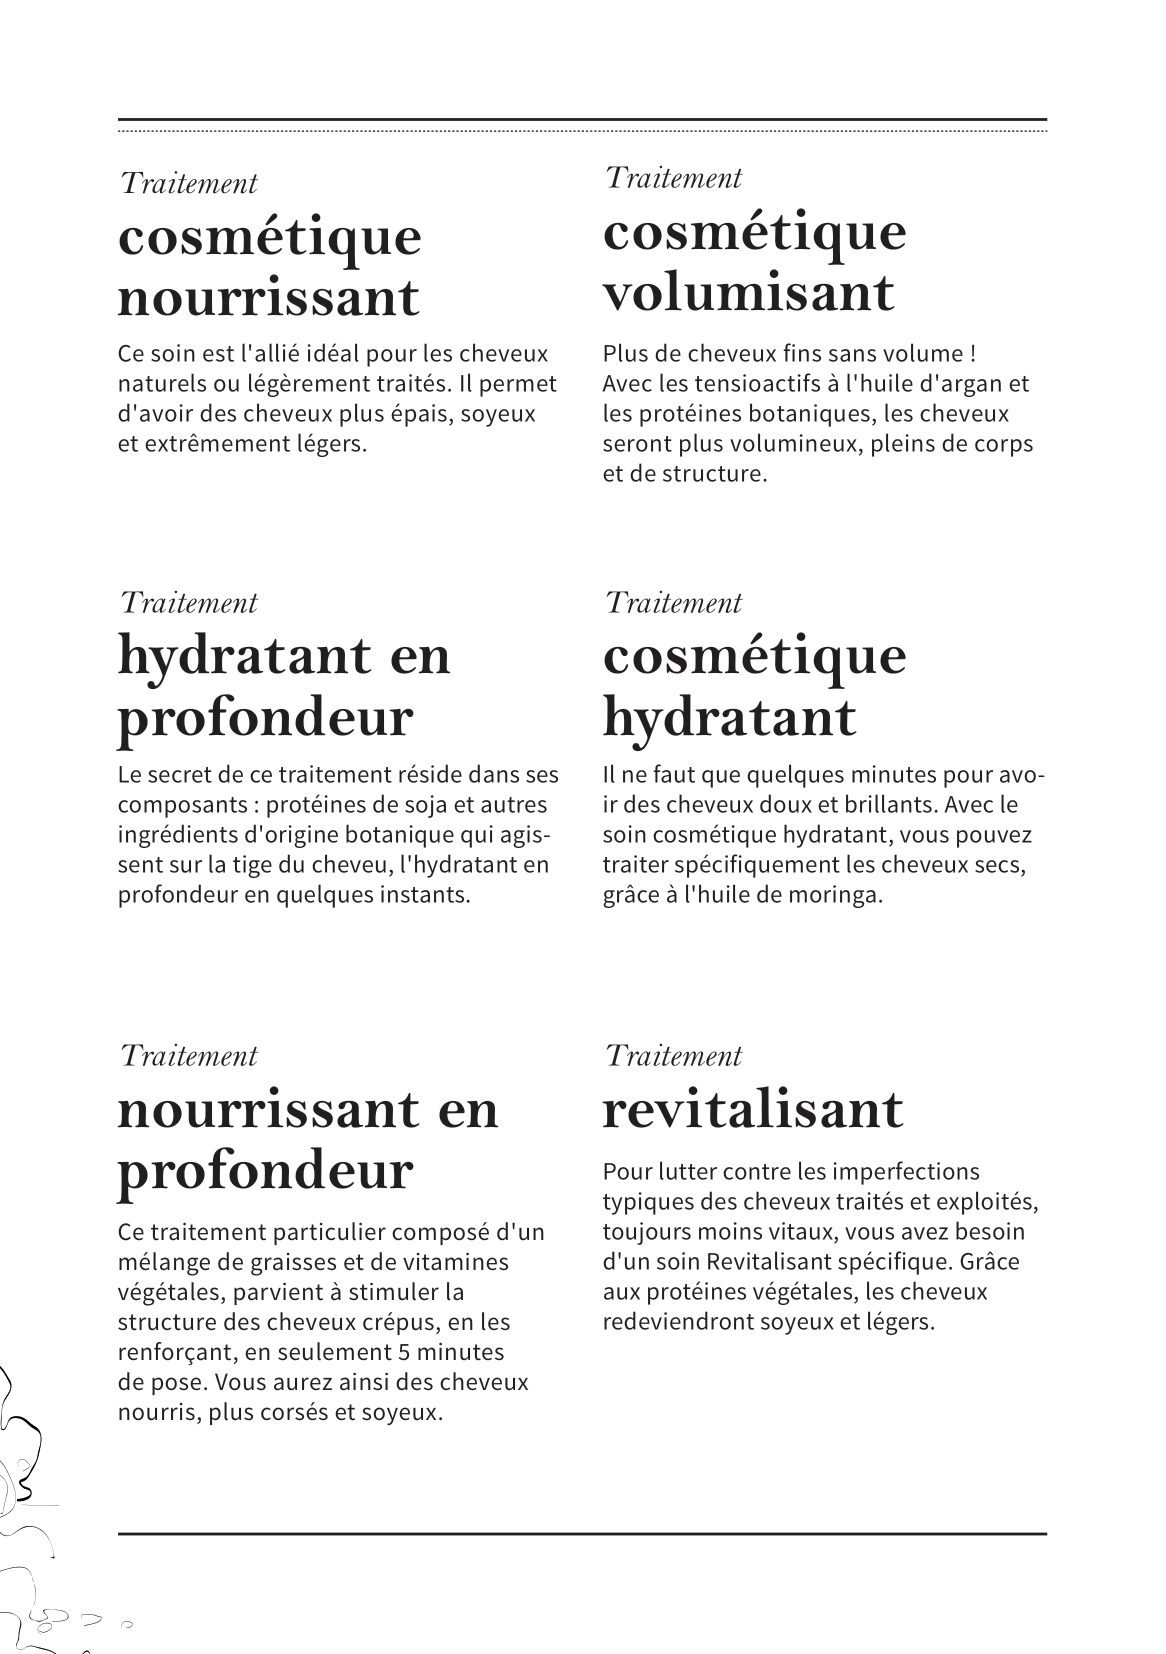 Traitement
cosmétique
nourrissant
Ce soin est l'allié idéal pour les cheveux
naturels ou légèrement traités. Il permet
d'avoir des cheveux plus épais, soyeux
et extrêmement légers.
Traitement
cosmétique
volumisant
Plus de cheveux fins sans volume !
Avec les tensioactifs à l'huile d'argan et
les protéines botaniques, les cheveux
seront plus volumineux, pleins de corps
et de structure.
Traitement
hydratant en
profondeur
Le secret de ce traitement réside dans ses
composants : protéines de soja et autres
ingrédients d'origine botanique qui agis-
sent sur la tige du cheveu, l'hydratant en
profondeur en quelques instants.
Traitement
cosmétique
hydratant
Il ne faut que quelques minutes pour avo-
ir des cheveux doux et brillants. Avec le
soin cosmétique hydratant, vous pouvez
traiter spécifiquement les cheveux secs,
grâce à l'huile de moringa.
Traitement
nourrissant en
profondeur
Ce traitement particulier composé d'un
mélange de graisses et de vitamines
végétales, parvient à stimuler la
structure des cheveux crépus, en les
renforçant, en seulement 5 minutes
de pose. Vous aurez ainsi des cheveux
nourris, plus corsés et soyeux.
Traitement
revitalisant
Pour lutter contre les imperfections
typiques des cheveux traités et exploités,
toujours moins vitaux, vous avez besoin
d'un soin Revitalisant spécifique. Grâce
aux protéines végétales, les cheveux
redeviendront soyeux et légers.